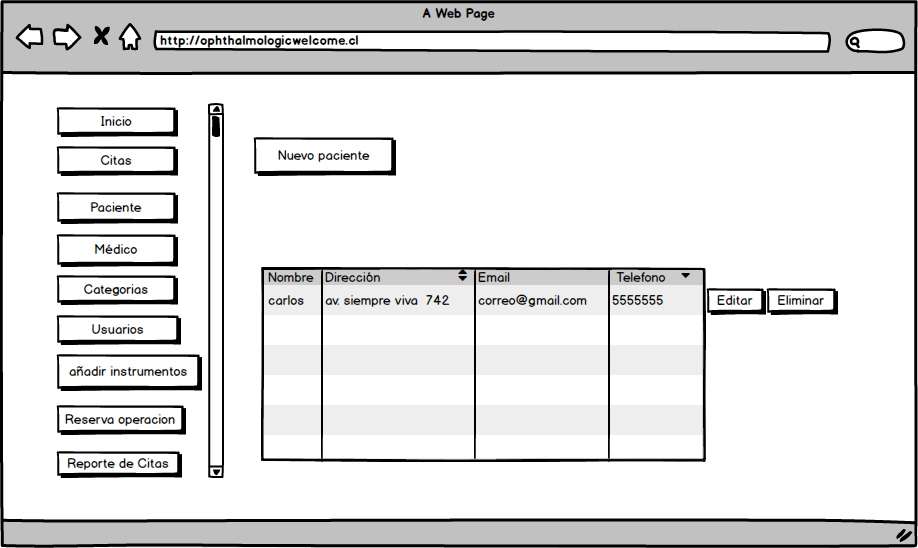 A Web Page
http://ophthalmologicwelcome.cl
Inicio
Citas
Paciente
Médico
Categorias
Usuarios
añadir instrumentos
Reserva operacion
Reporte de Citas
Nuevo paciente
Nombre Dirección Email Telefono
carlos av. siempre viva 742 correo@gmail.com 5555555 Editar Eliminar